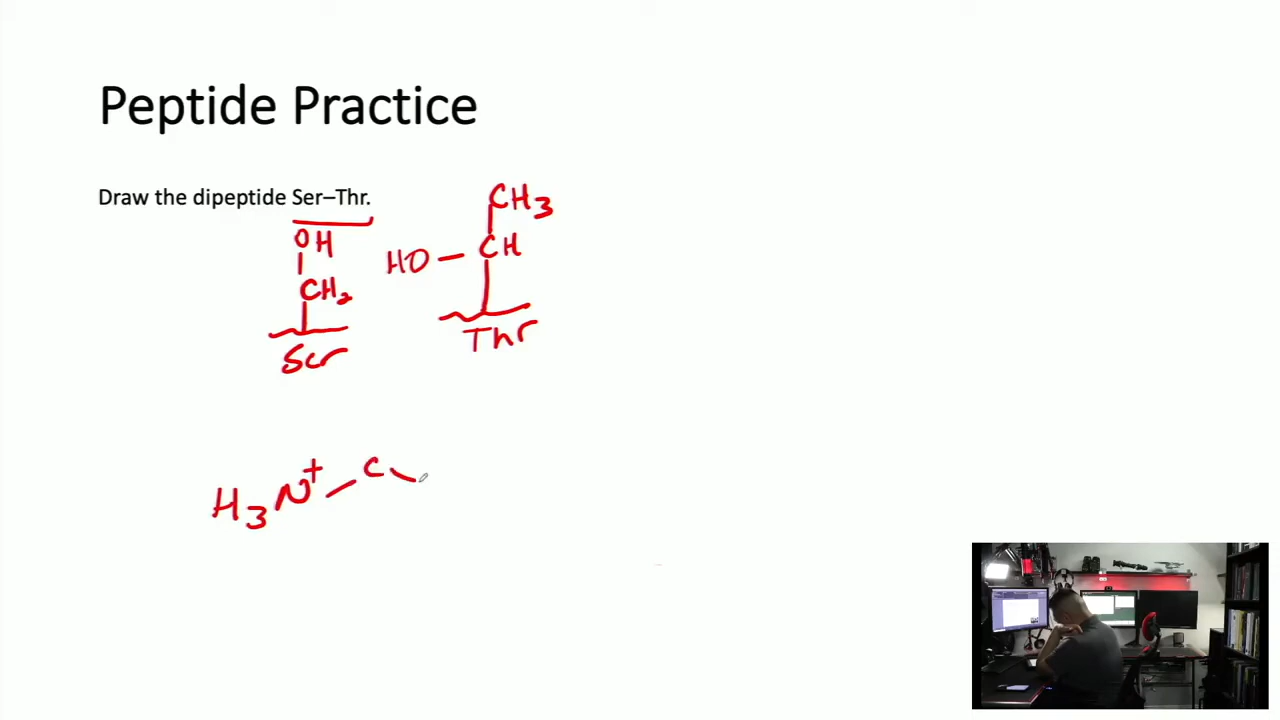 Peptide Practice
Draw the dipeptide Ser–Thr.
OH
CH2
Ser
CH3
HO – CH
Thr
H3N+ – C –